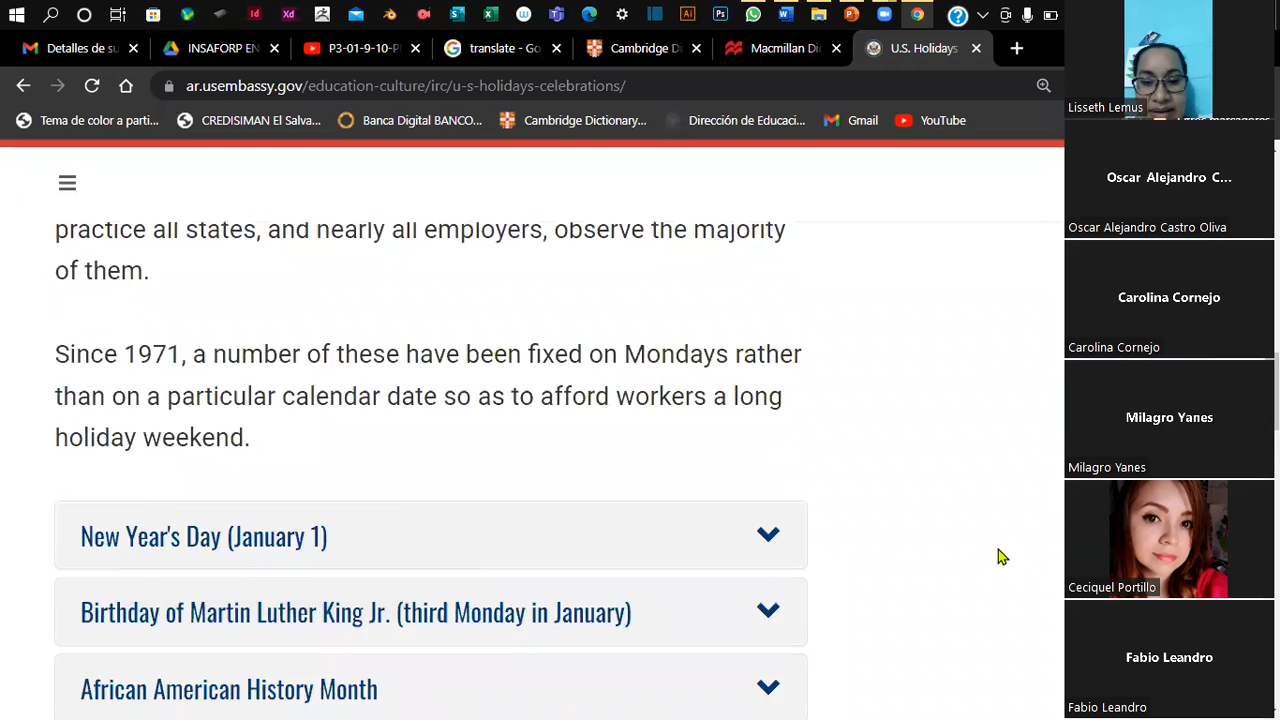 Detalles de su
INSAFORP EN
P3-01-9-10-P
translate - Go
Cambridge Di
Macmillan Dic
U.S. Holidays
ar.usembassy.gov/education-culture/irc/u-s-holidays-celebrations/
Tema de color a parti...
CREDISIMAN El Salva...
Banca Digital BANCO...
Cambridge Dictionary...
Dirección de Educaci...
Gmail
YouTube
practice all states, and nearly all employers, observe the majority
of them.
Since 1971, a number of these have been fixed on Mondays rather
than on a particular calendar date so as to afford workers a long
holiday weekend.
New Year's Day (January 1)
Birthday of Martin Luther King Jr. (third Monday in January)
African American History Month
Lisseth Lemus
Oscar Alejandro C...
Oscar Alejandro Castro Oliva
Carolina Cornejo
Carolina Cornejo
Milagro Yanes
Milagro Yanes
Ceciquel Portillo
Fabio Leandro
Fabio Leandro